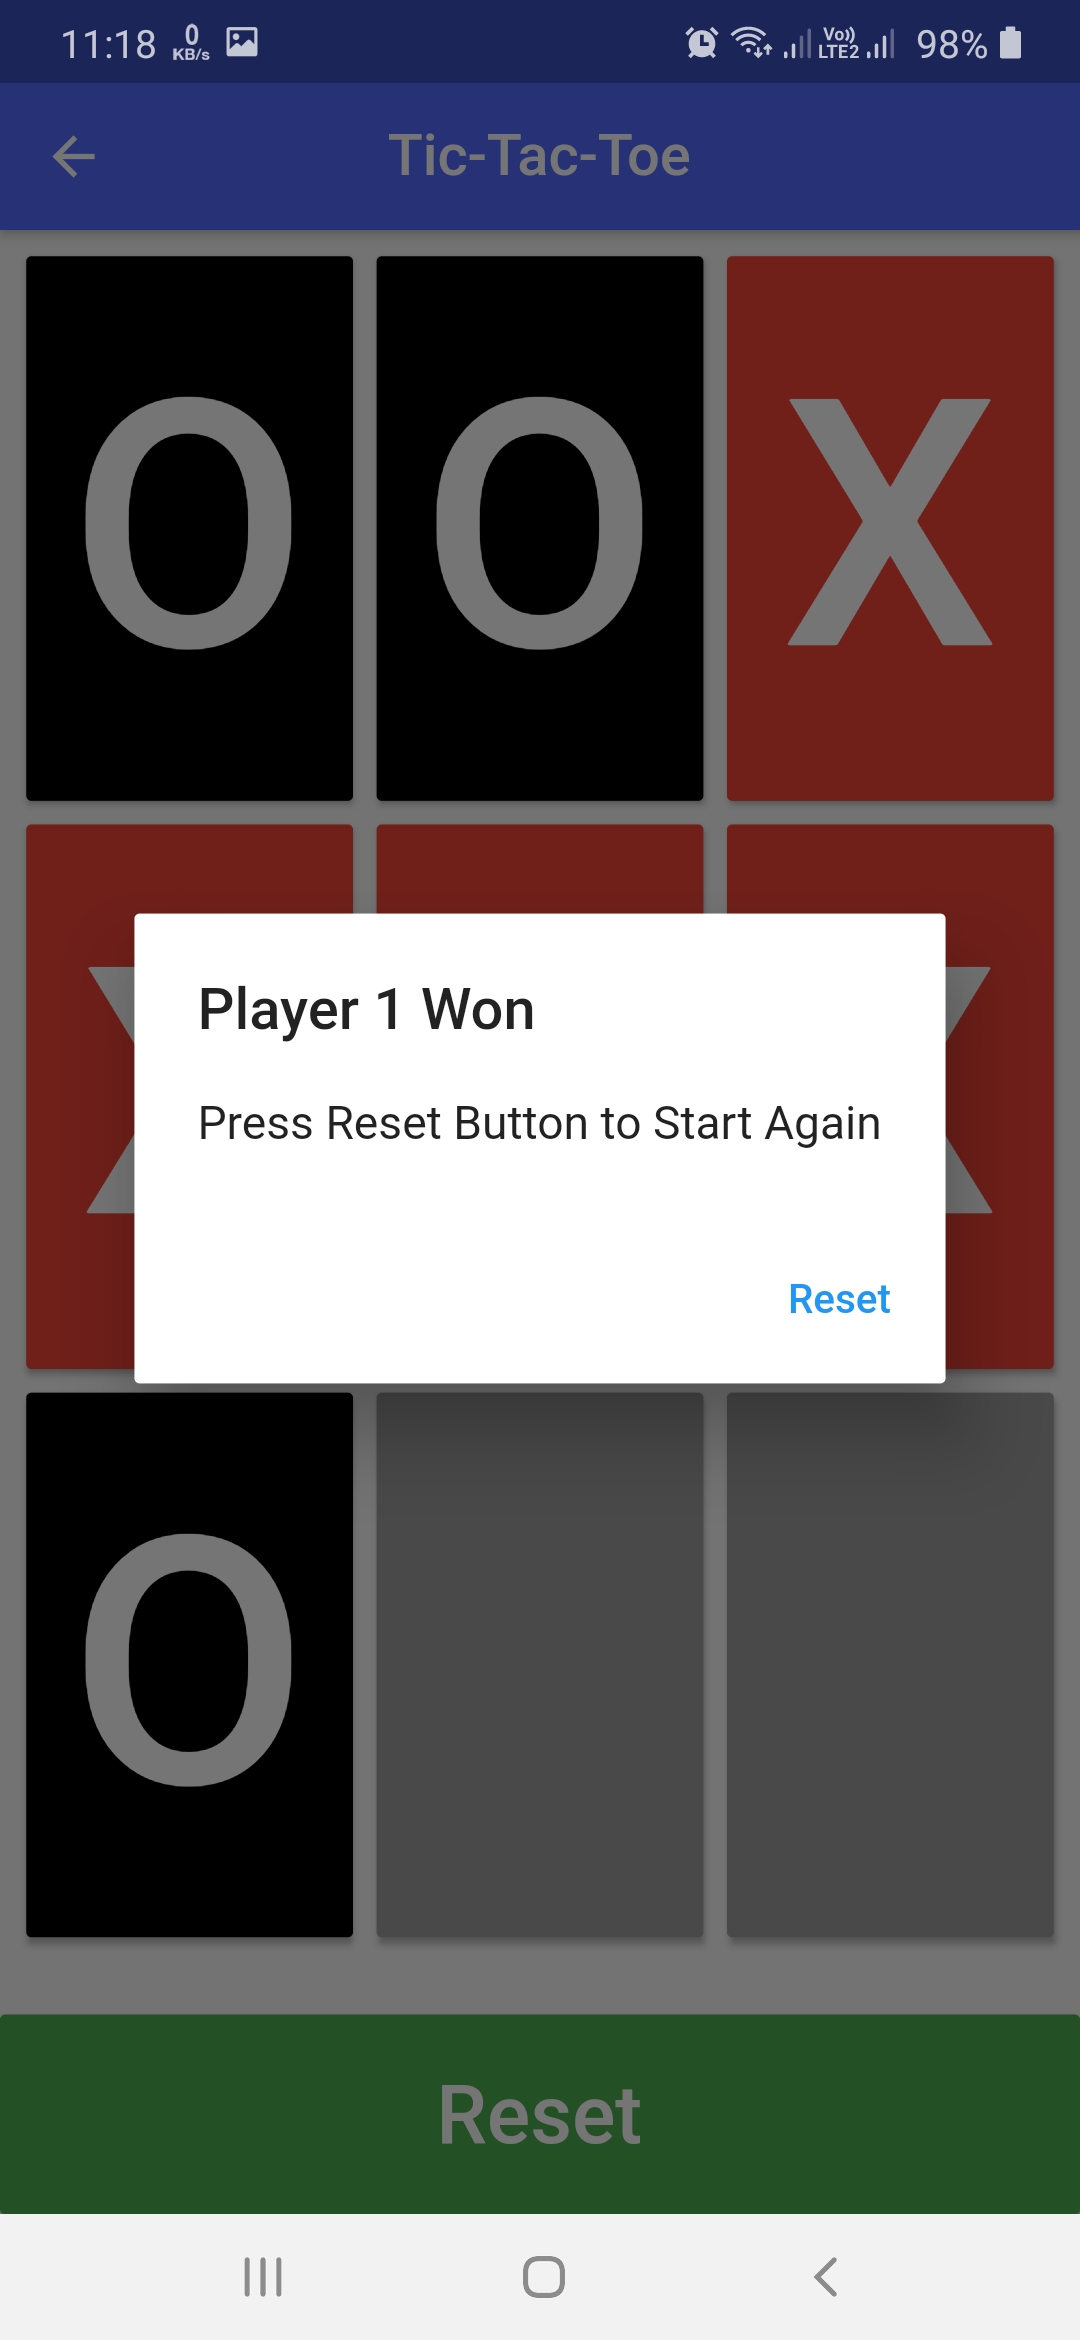 11:18 0 KB/s Vo)) LTE2 98%
Tic-Tac-Toe
O O X
Player 1 Won
Press Reset Button to Start Again
Reset
O
Reset